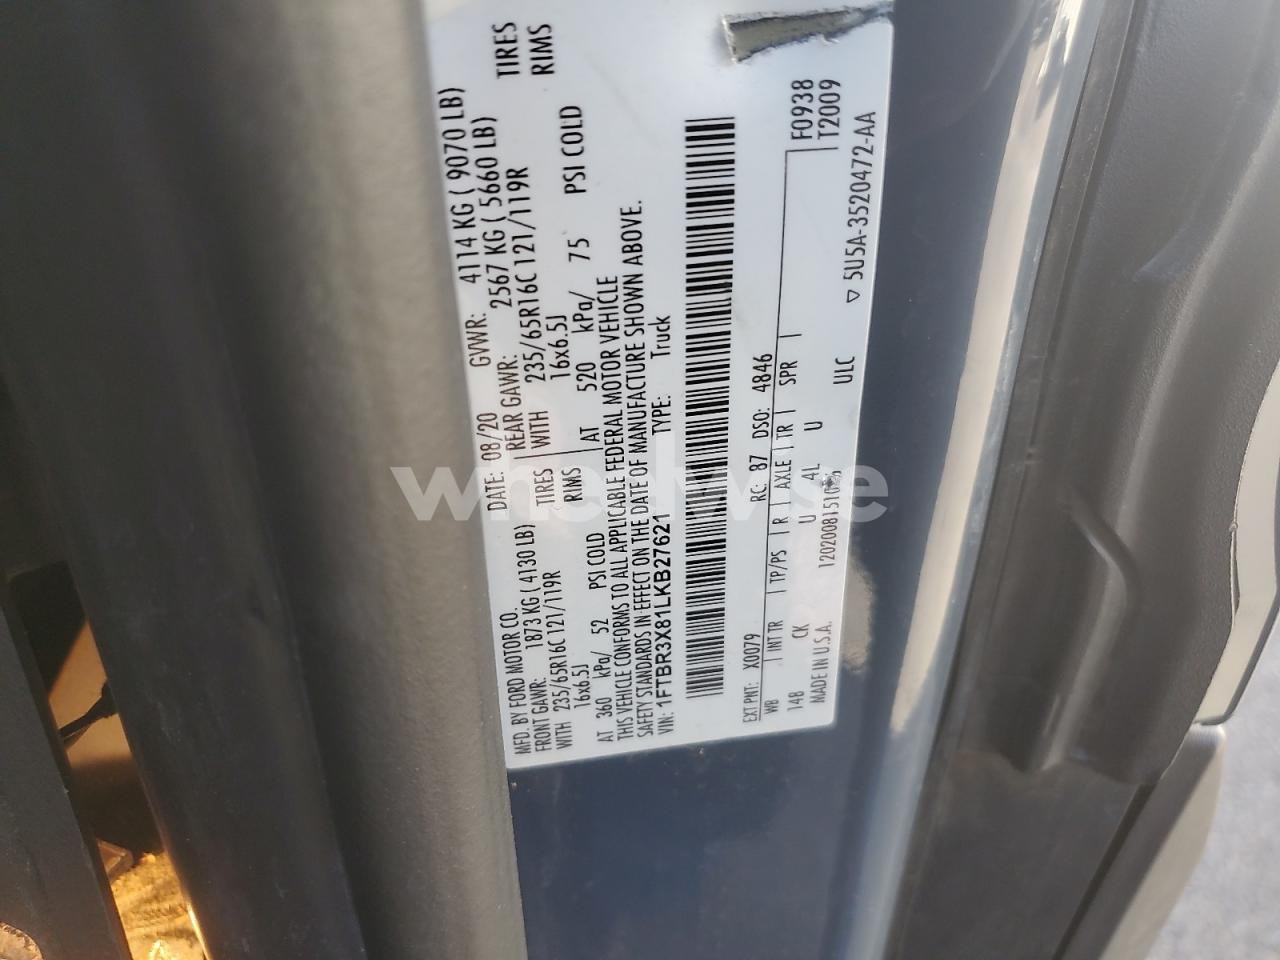 MFD. BY FORD MOTOR CO. DATE: 08/20 GVWR: 4114 KG ( 9070 LB)
FRONT GAWR: 1873 KG ( 4130 LB) REAR GAWR: 2567 KG ( 5660 LB)
WITH 235/65R16C 121/119R TIRES WITH 235/65R16C 121/119R TIRES
16x6.5J RIMS 16x6.5J RIMS
AT 360 kPa/ 52 PSI COLD AT 520 kPa/ 75 PSI COLD
THIS VEHICLE CONFORMS TO ALL APPLICABLE FEDERAL MOTOR VEHICLE
SAFETY STANDARDS IN EFFECT ON THE DATE OF MANUFACTURE SHOWN ABOVE.
VIN: 1FTBR3X81LKB27621 TYPE: Truck
EXT PNT: X0079 RC: 87 DSO: 4846 F0938
WB INT TR TP/PS R AXLE TR SPR T2009
148 CK U 4L U
MADE IN U.S.A. ULC ▽ 5U5A-3520472-AA
wheelwise